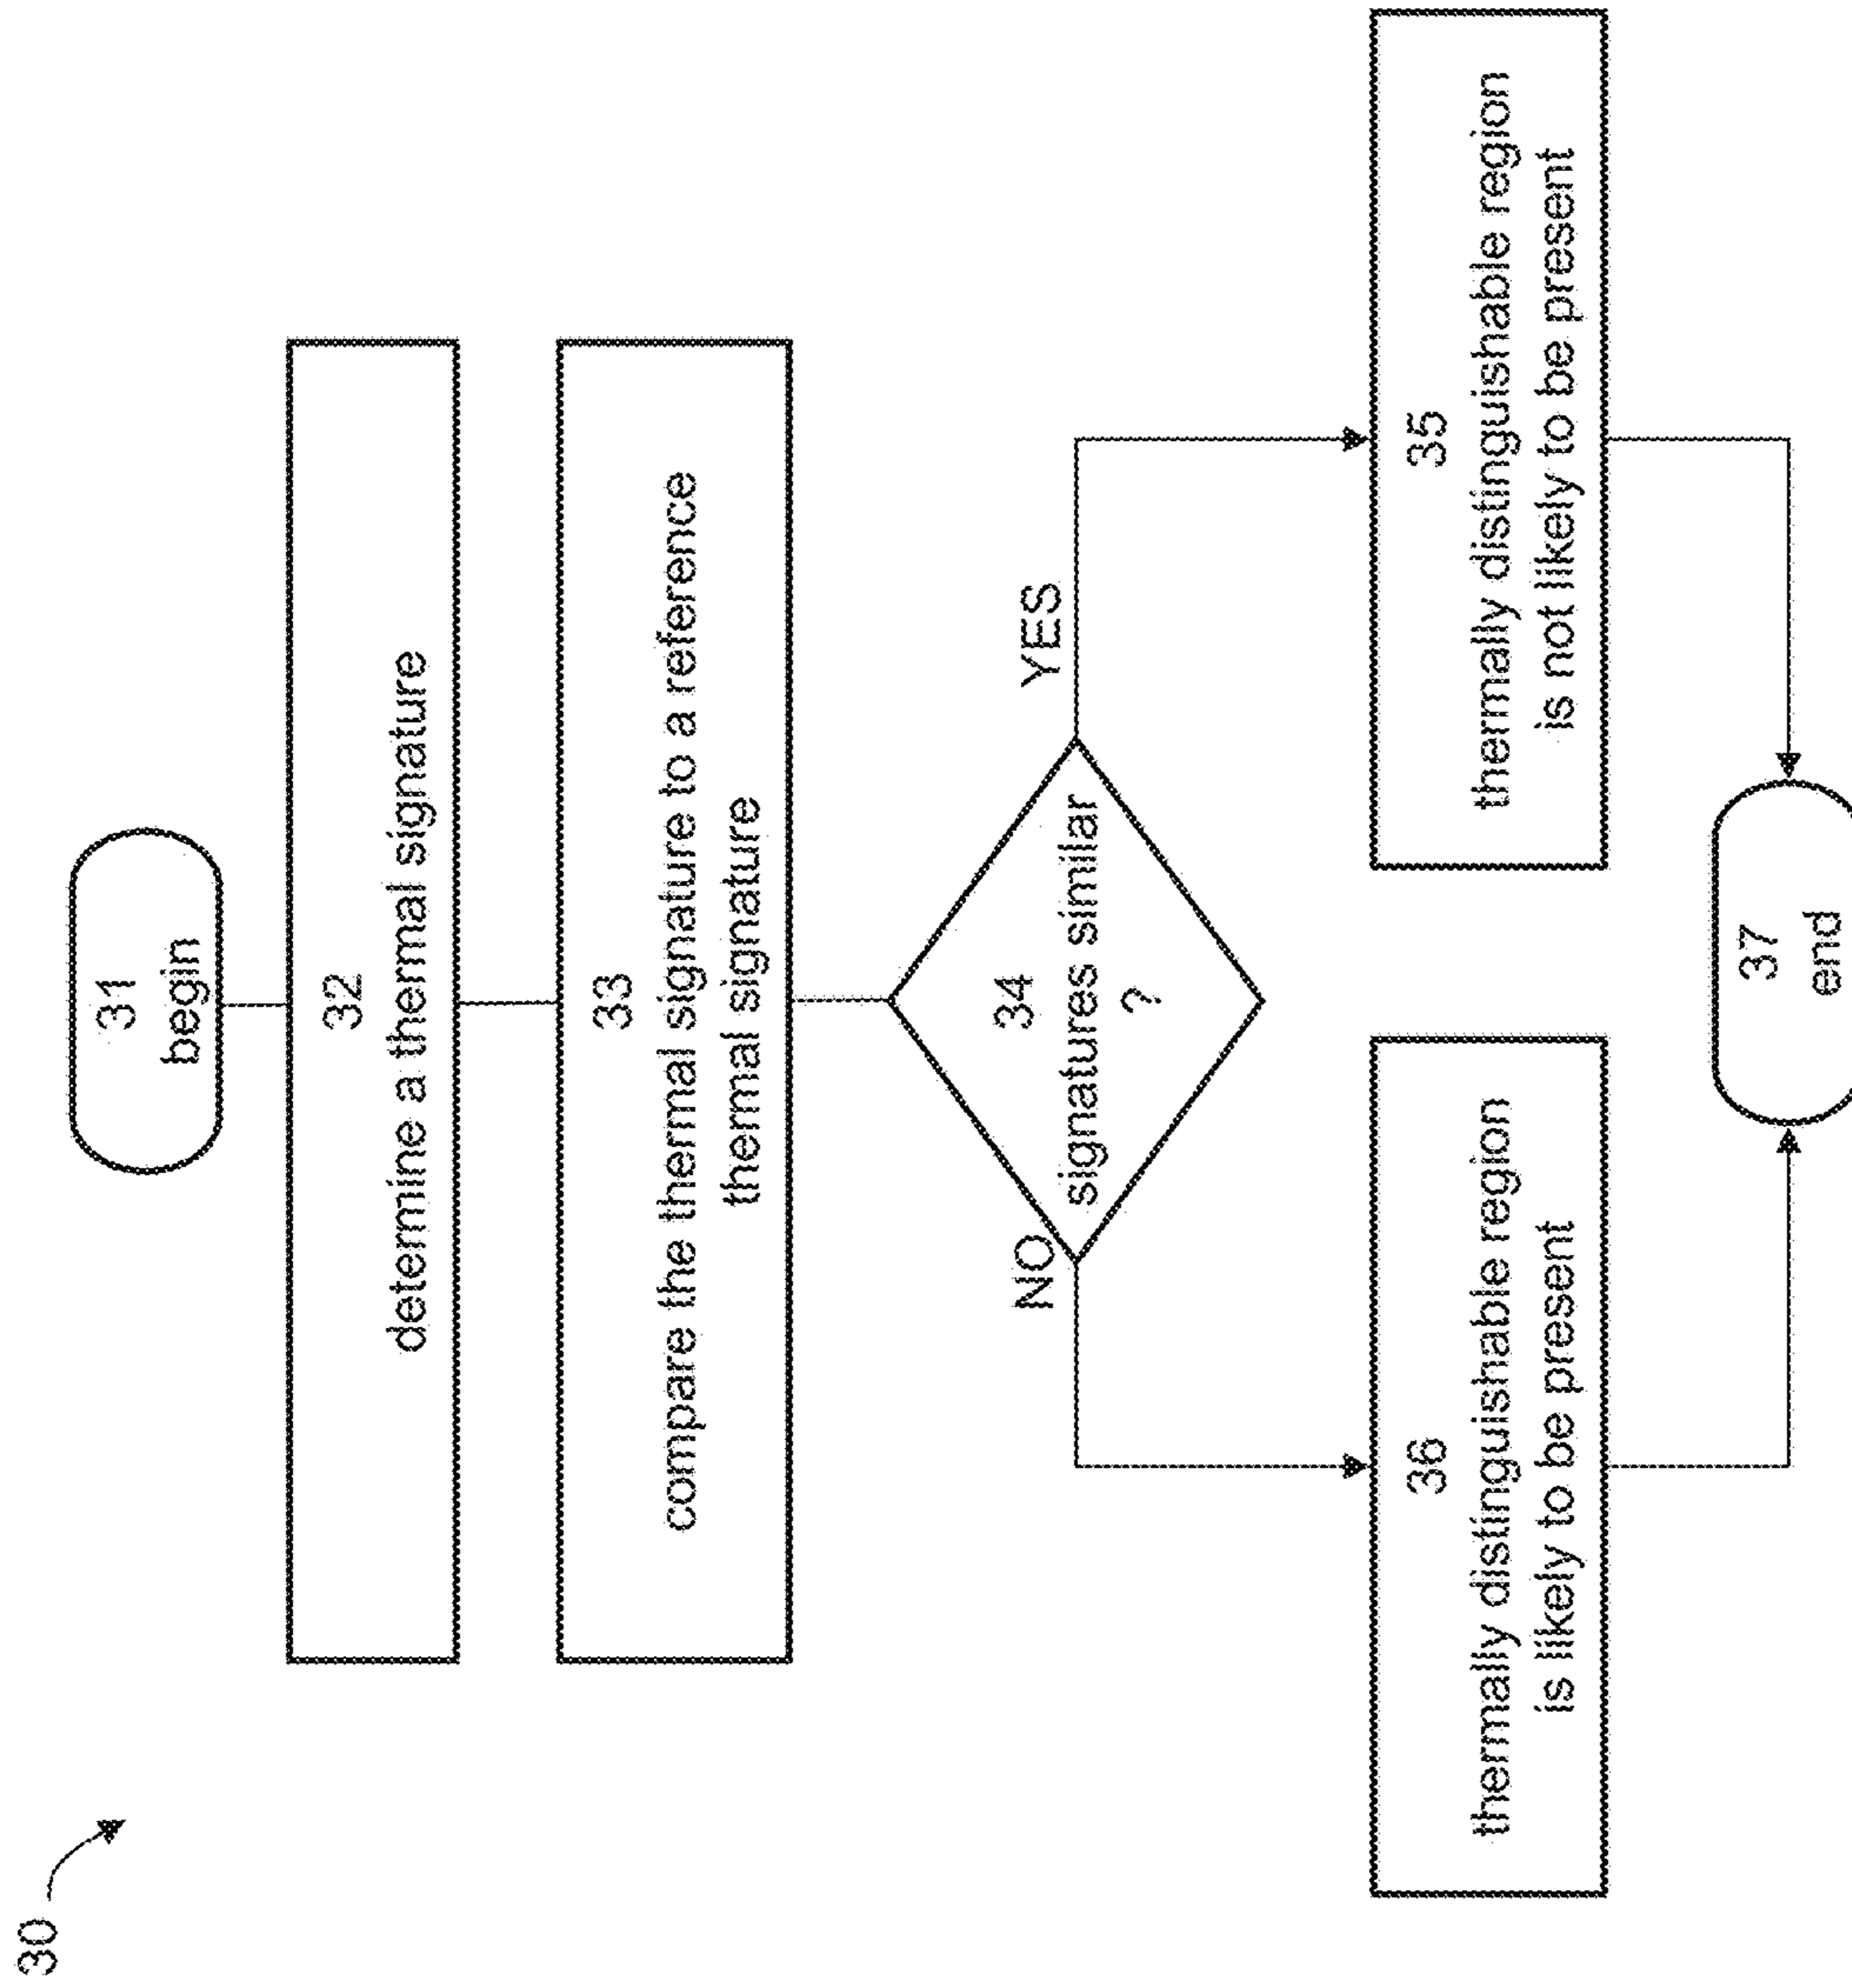 30
31
begin
32
determine a thermal signature
33
compare the thermal signature to a reference
thermal signature
34
signatures similar
?
NO
YES
36
thermally distinguishable region
is likely to be present
35
thermally distinguishable region
is not likely to be present
37
end